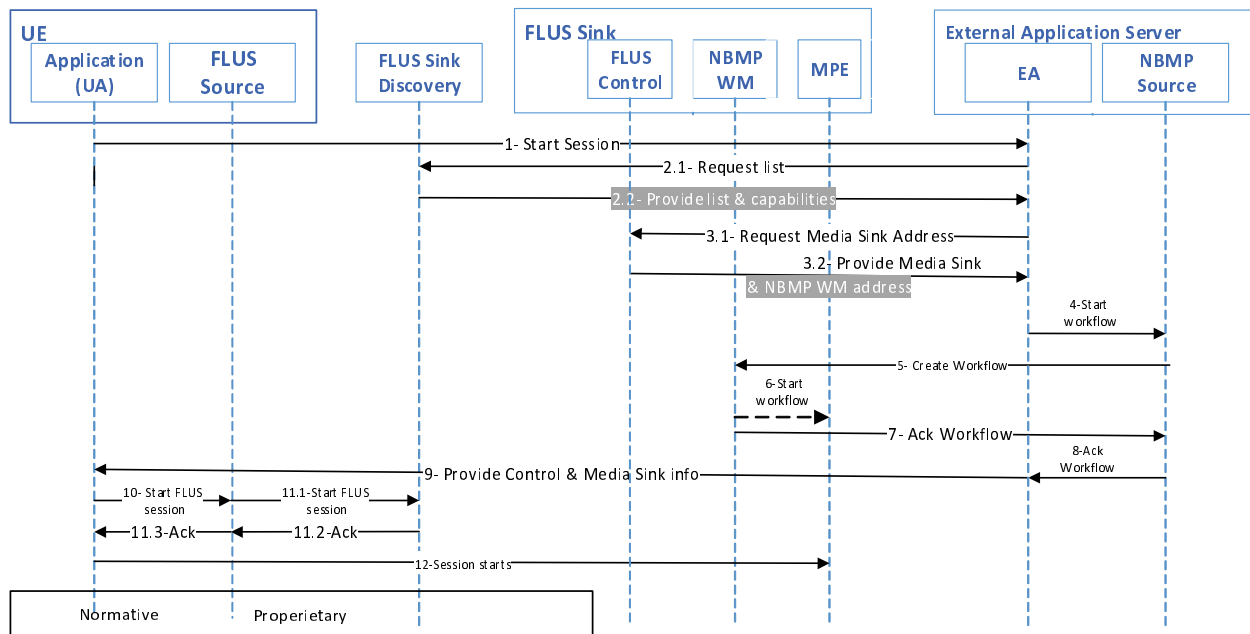 UE
Application
(UA)
FLUS
Source
FLUS Sink
Discovery
FLUS Sink
FLUS
Control
NBMP
WM
MPE
External Application Server
EA
NBMP
Source
1- Start Session
2.1- Request list
2.2- Provide list & capabilities
3.1- Request Media Sink Address
3.2- Provide Media Sink
& NBMP WM address
4-Start
workflow
5- Create Workflow
6-Start
workflow
7- Ack Workflow
8-Ack
Workflow
9- Provide Control & Media Sink info
10- Start FLUS
session
11.1-Start FLUS
session
11.3-Ack
11.2-Ack
12-Session starts
Normative
Properietary